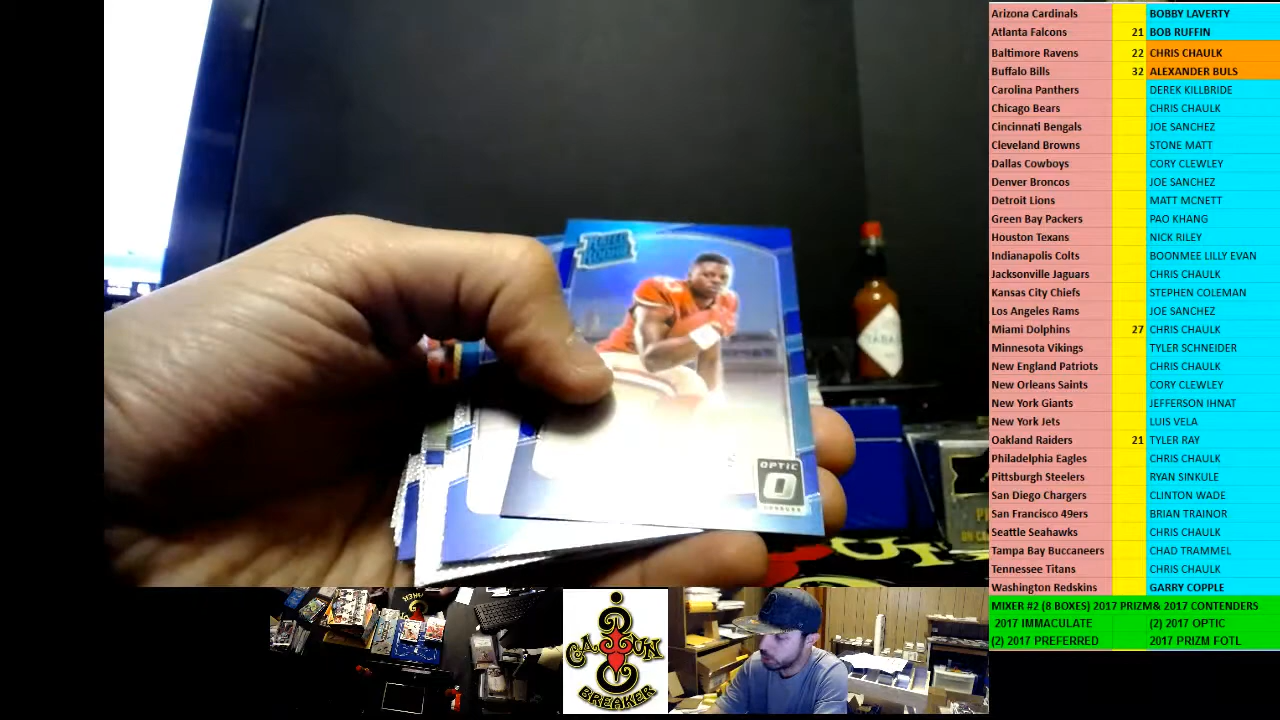 RATED
ROOKIE
OPTIC
DONRUSS
Arizona Cardinals BOBBY LAVERTY
Atlanta Falcons 21 BOB RUFFIN
Baltimore Ravens 22 CHRIS CHAULK
Buffalo Bills 32 ALEXANDER BULS
Carolina Panthers DEREK KILLBRIDE
Chicago Bears CHRIS CHAULK
Cincinnati Bengals JOE SANCHEZ
Cleveland Browns STONE MATT
Dallas Cowboys CORY CLEWLEY
Denver Broncos JOE SANCHEZ
Detroit Lions MATT MCNETT
Green Bay Packers PAO KHANG
Houston Texans NICK RILEY
Indianapolis Colts BOONMEE LILLY EVAN
Jacksonville Jaguars CHRIS CHAULK
Kansas City Chiefs STEPHEN COLEMAN
Los Angeles Rams JOE SANCHEZ
Miami Dolphins 27 CHRIS CHAULK
Minnesota Vikings TYLER SCHNEIDER
New England Patriots CHRIS CHAULK
New Orleans Saints CORY CLEWLEY
New York Giants JEFFERSON IHNAT
New York Jets LUIS VELA
Oakland Raiders 21 TYLER RAY
Philadelphia Eagles CHRIS CHAULK
Pittsburgh Steelers RYAN SINKULE
San Diego Chargers CLINTON WADE
San Francisco 49ers BRIAN TRAINOR
Seattle Seahawks CHRIS CHAULK
Tampa Bay Buccaneers CHAD TRAMMEL
Tennessee Titans CHRIS CHAULK
Washington Redskins GARRY COPPLE
MIXER #2 (8 BOXES) 2017 PRIZM& 2017 CONTENDERS
2017 IMMACULATE (2) 2017 OPTIC
(2) 2017 PREFERRED 2017 PRIZM FOTL
CAJUN
BREAKER